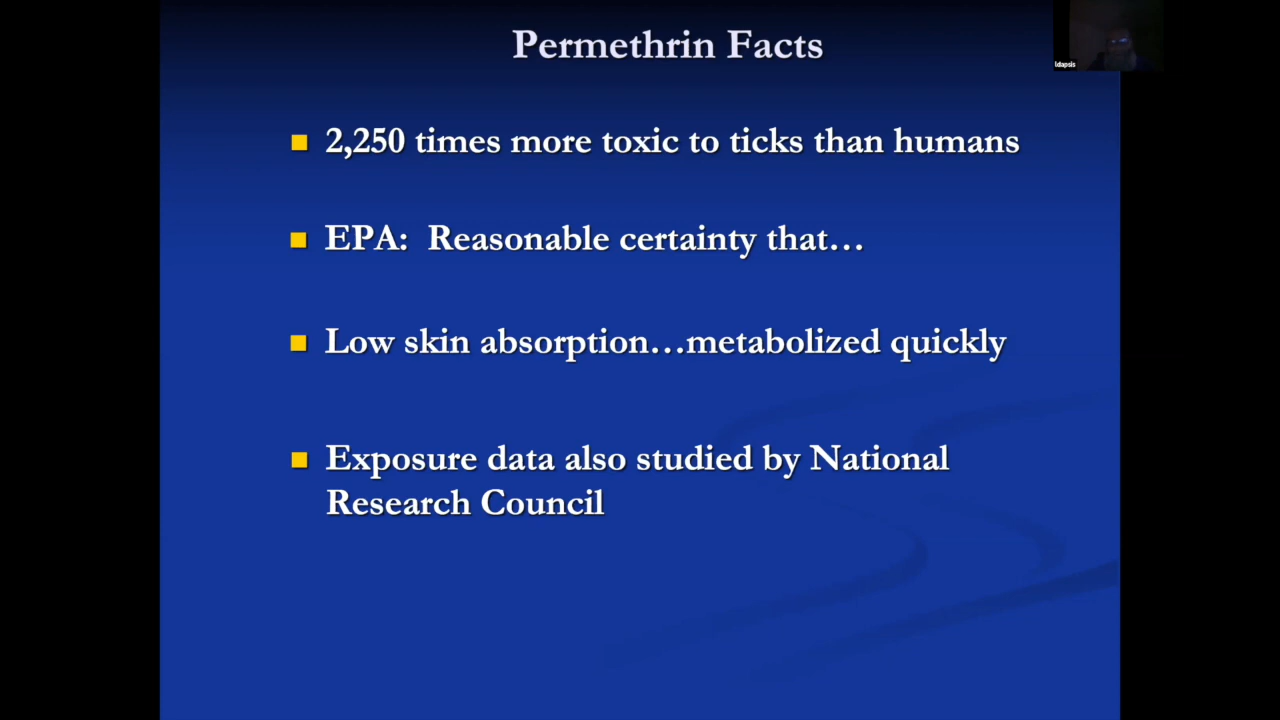 Permethrin Facts
ldapsis
2,250 times more toxic to ticks than humans
EPA:  Reasonable certainty that…
Low skin absorption…metabolized quickly
Exposure data also studied by National
Research Council